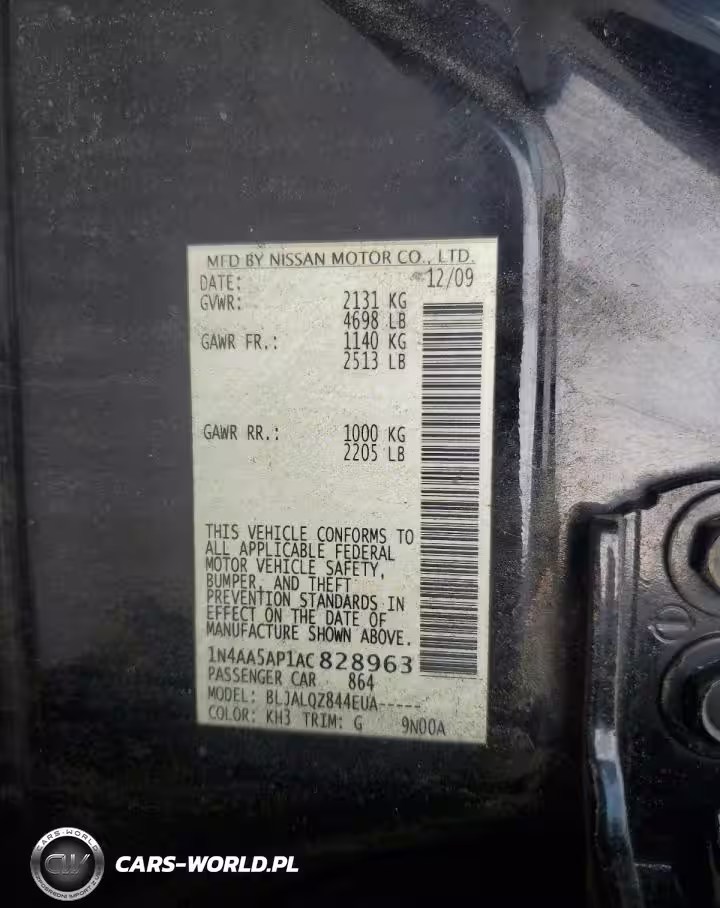 MFD BY NISSAN MOTOR CO., LTD.
DATE: 12/09
GVWR: 2131 KG
4698 LB
GAWR FR.: 1140 KG
2513 LB
GAWR RR.: 1000 KG
2205 LB
THIS VEHICLE CONFORMS TO
ALL APPLICABLE FEDERAL
MOTOR VEHICLE SAFETY,
BUMPER, AND THEFT
PREVENTION STANDARDS IN
EFFECT ON THE DATE OF
MANUFACTURE SHOWN ABOVE.
1N4AA5AP1AC828963
PASSENGER CAR 864
MODEL: BLJALQZ844EUA-----
COLOR: KH3 TRIM: G 9N00A
CARS-WORLD
CW
CARS-WORLD.PL